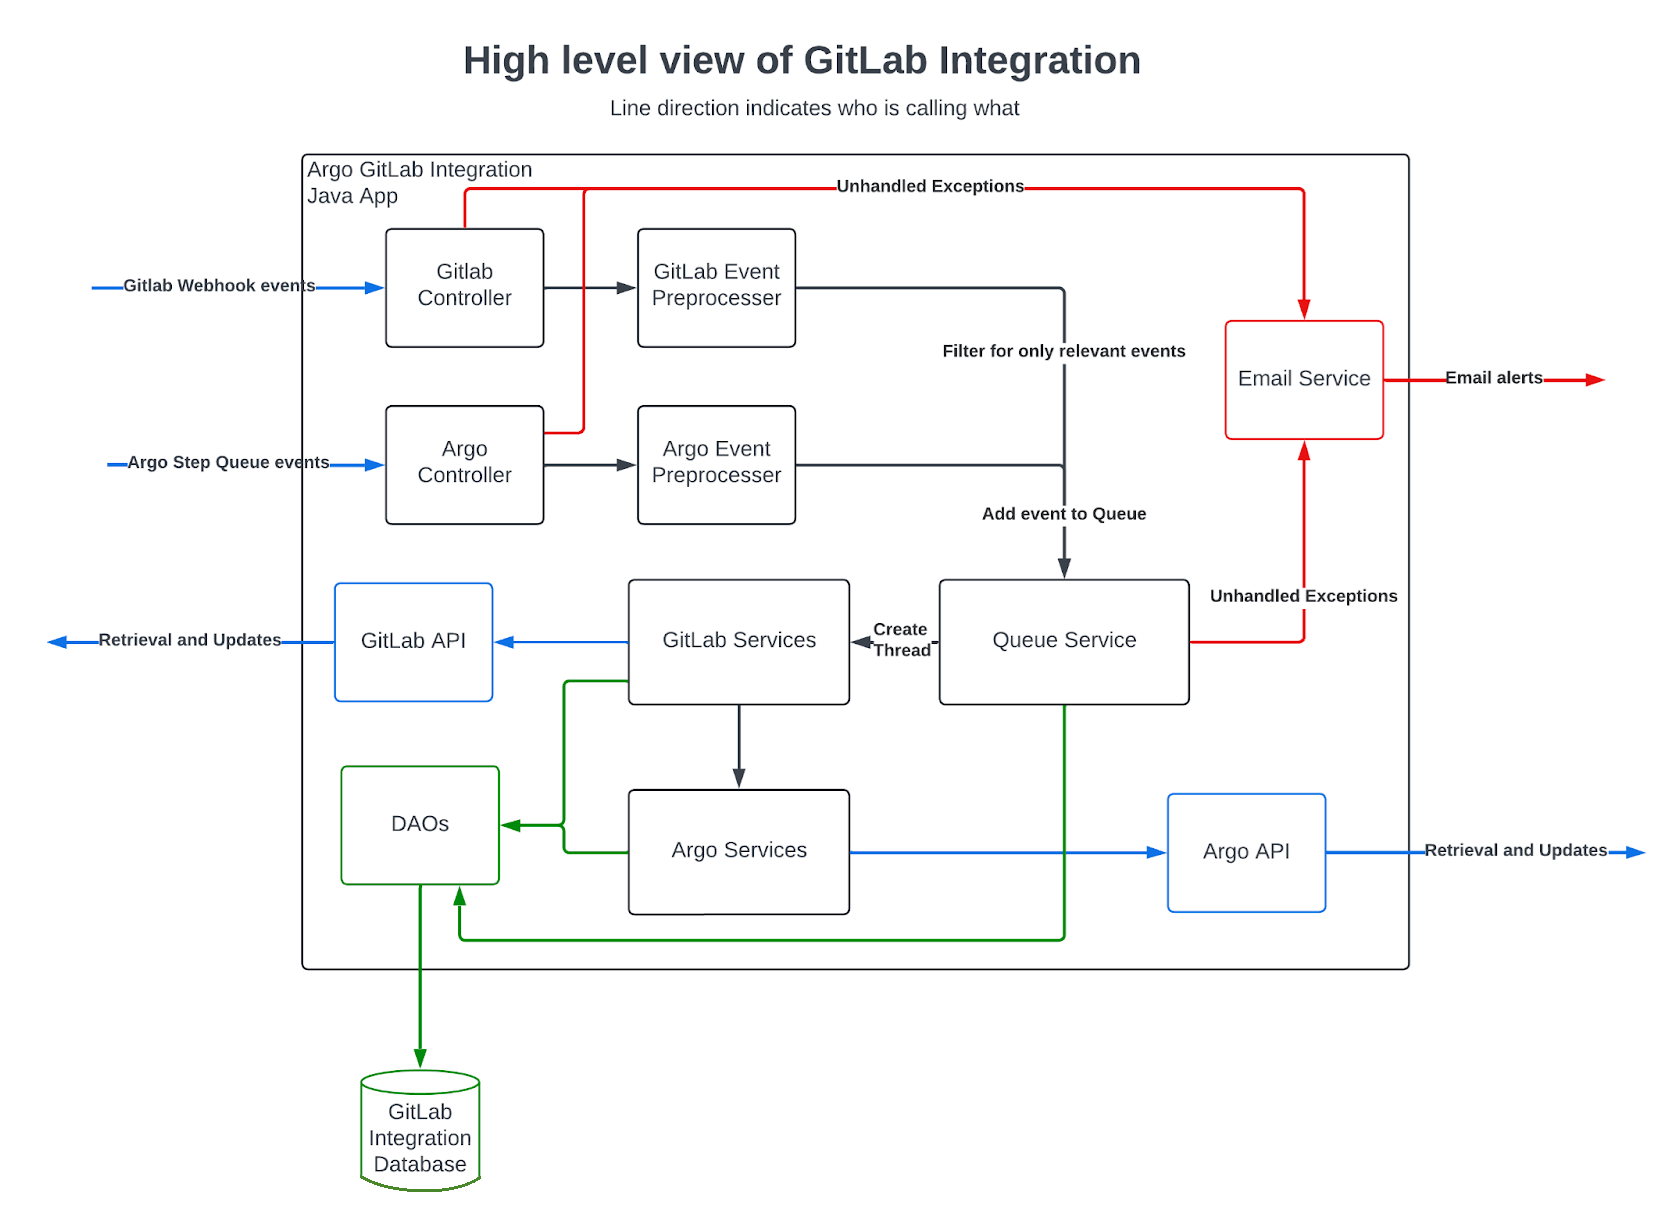 High level view of GitLab Integration
Line direction indicates who is calling what
Argo GitLab Integration
Java App
Unhandled Exceptions
Gitlab Webhook events
Gitlab
Controller
GitLab Event
Preprocesser
Filter for only relevant events
Email Service
Email alerts
Argo Step Queue events
Argo
Controller
Argo Event
Preprocesser
Add event to Queue
Unhandled Exceptions
Retrieval and Updates
GitLab API
GitLab Services
Create
Thread
Queue Service
DAOs
Argo Services
Argo API
Retrieval and Updates
GitLab
Integration
Database